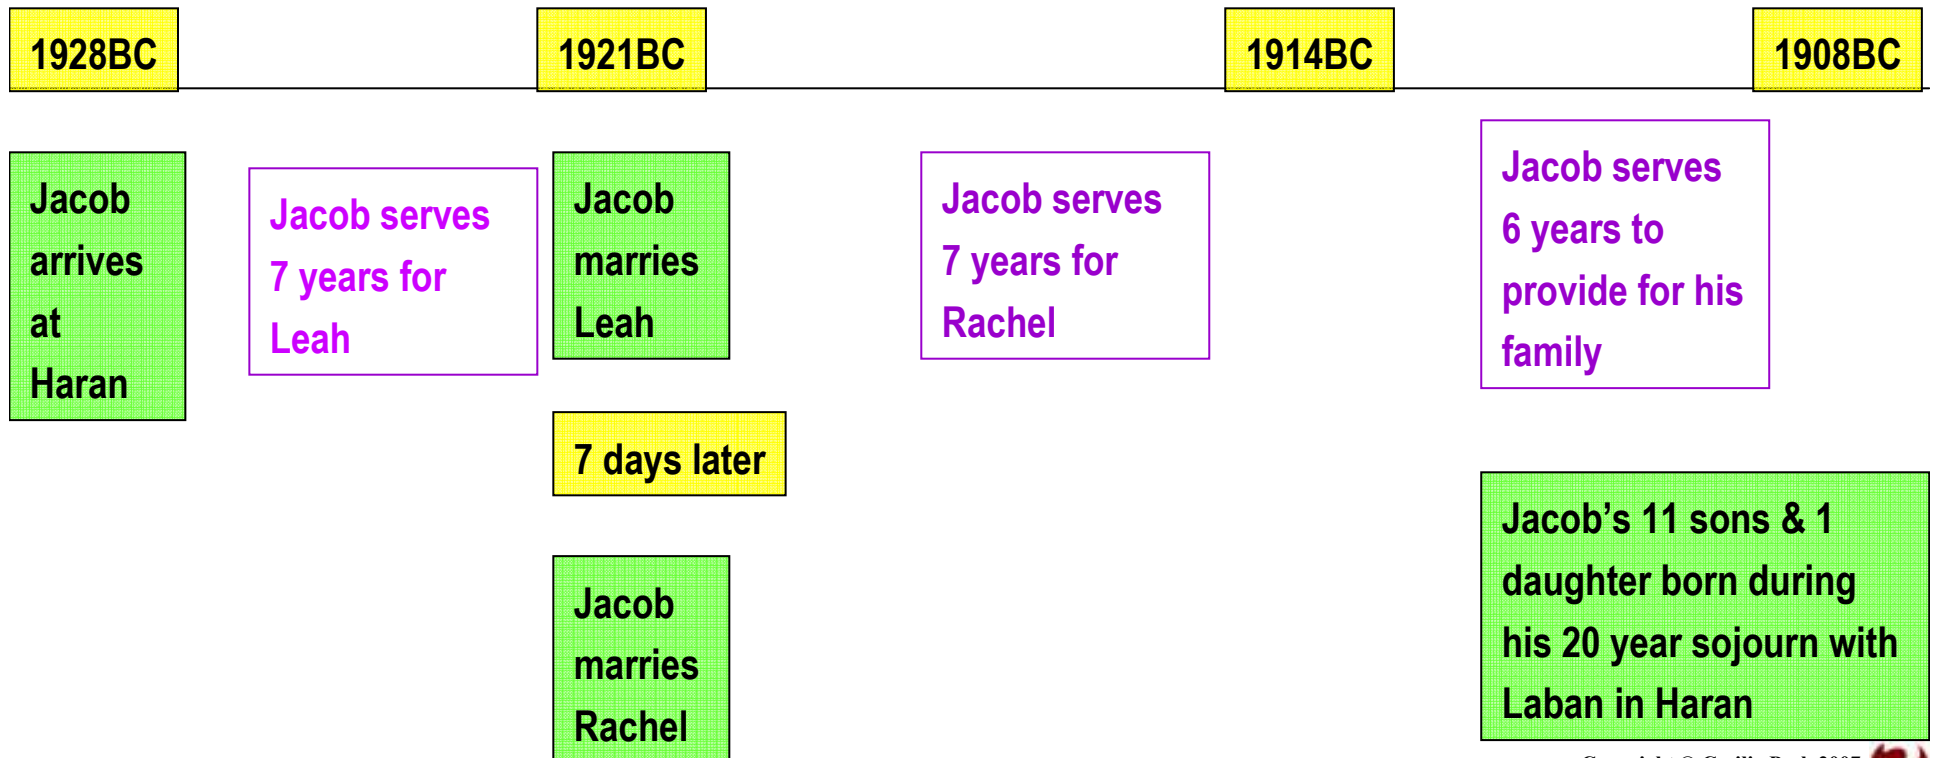 1928BC
1921BC
1914BC
1908BC
Jacob
arrives
at
Haran
Jacob serves
7 years for
Leah
Jacob
marries
Leah
7 days later
Jacob
marries
Rachel
Jacob serves
7 years for
Rachel
Jacob serves
6 years to
provide for his
family
Jacob’s 11 sons & 1
daughter born during
his 20 year sojourn with
Laban in Haran